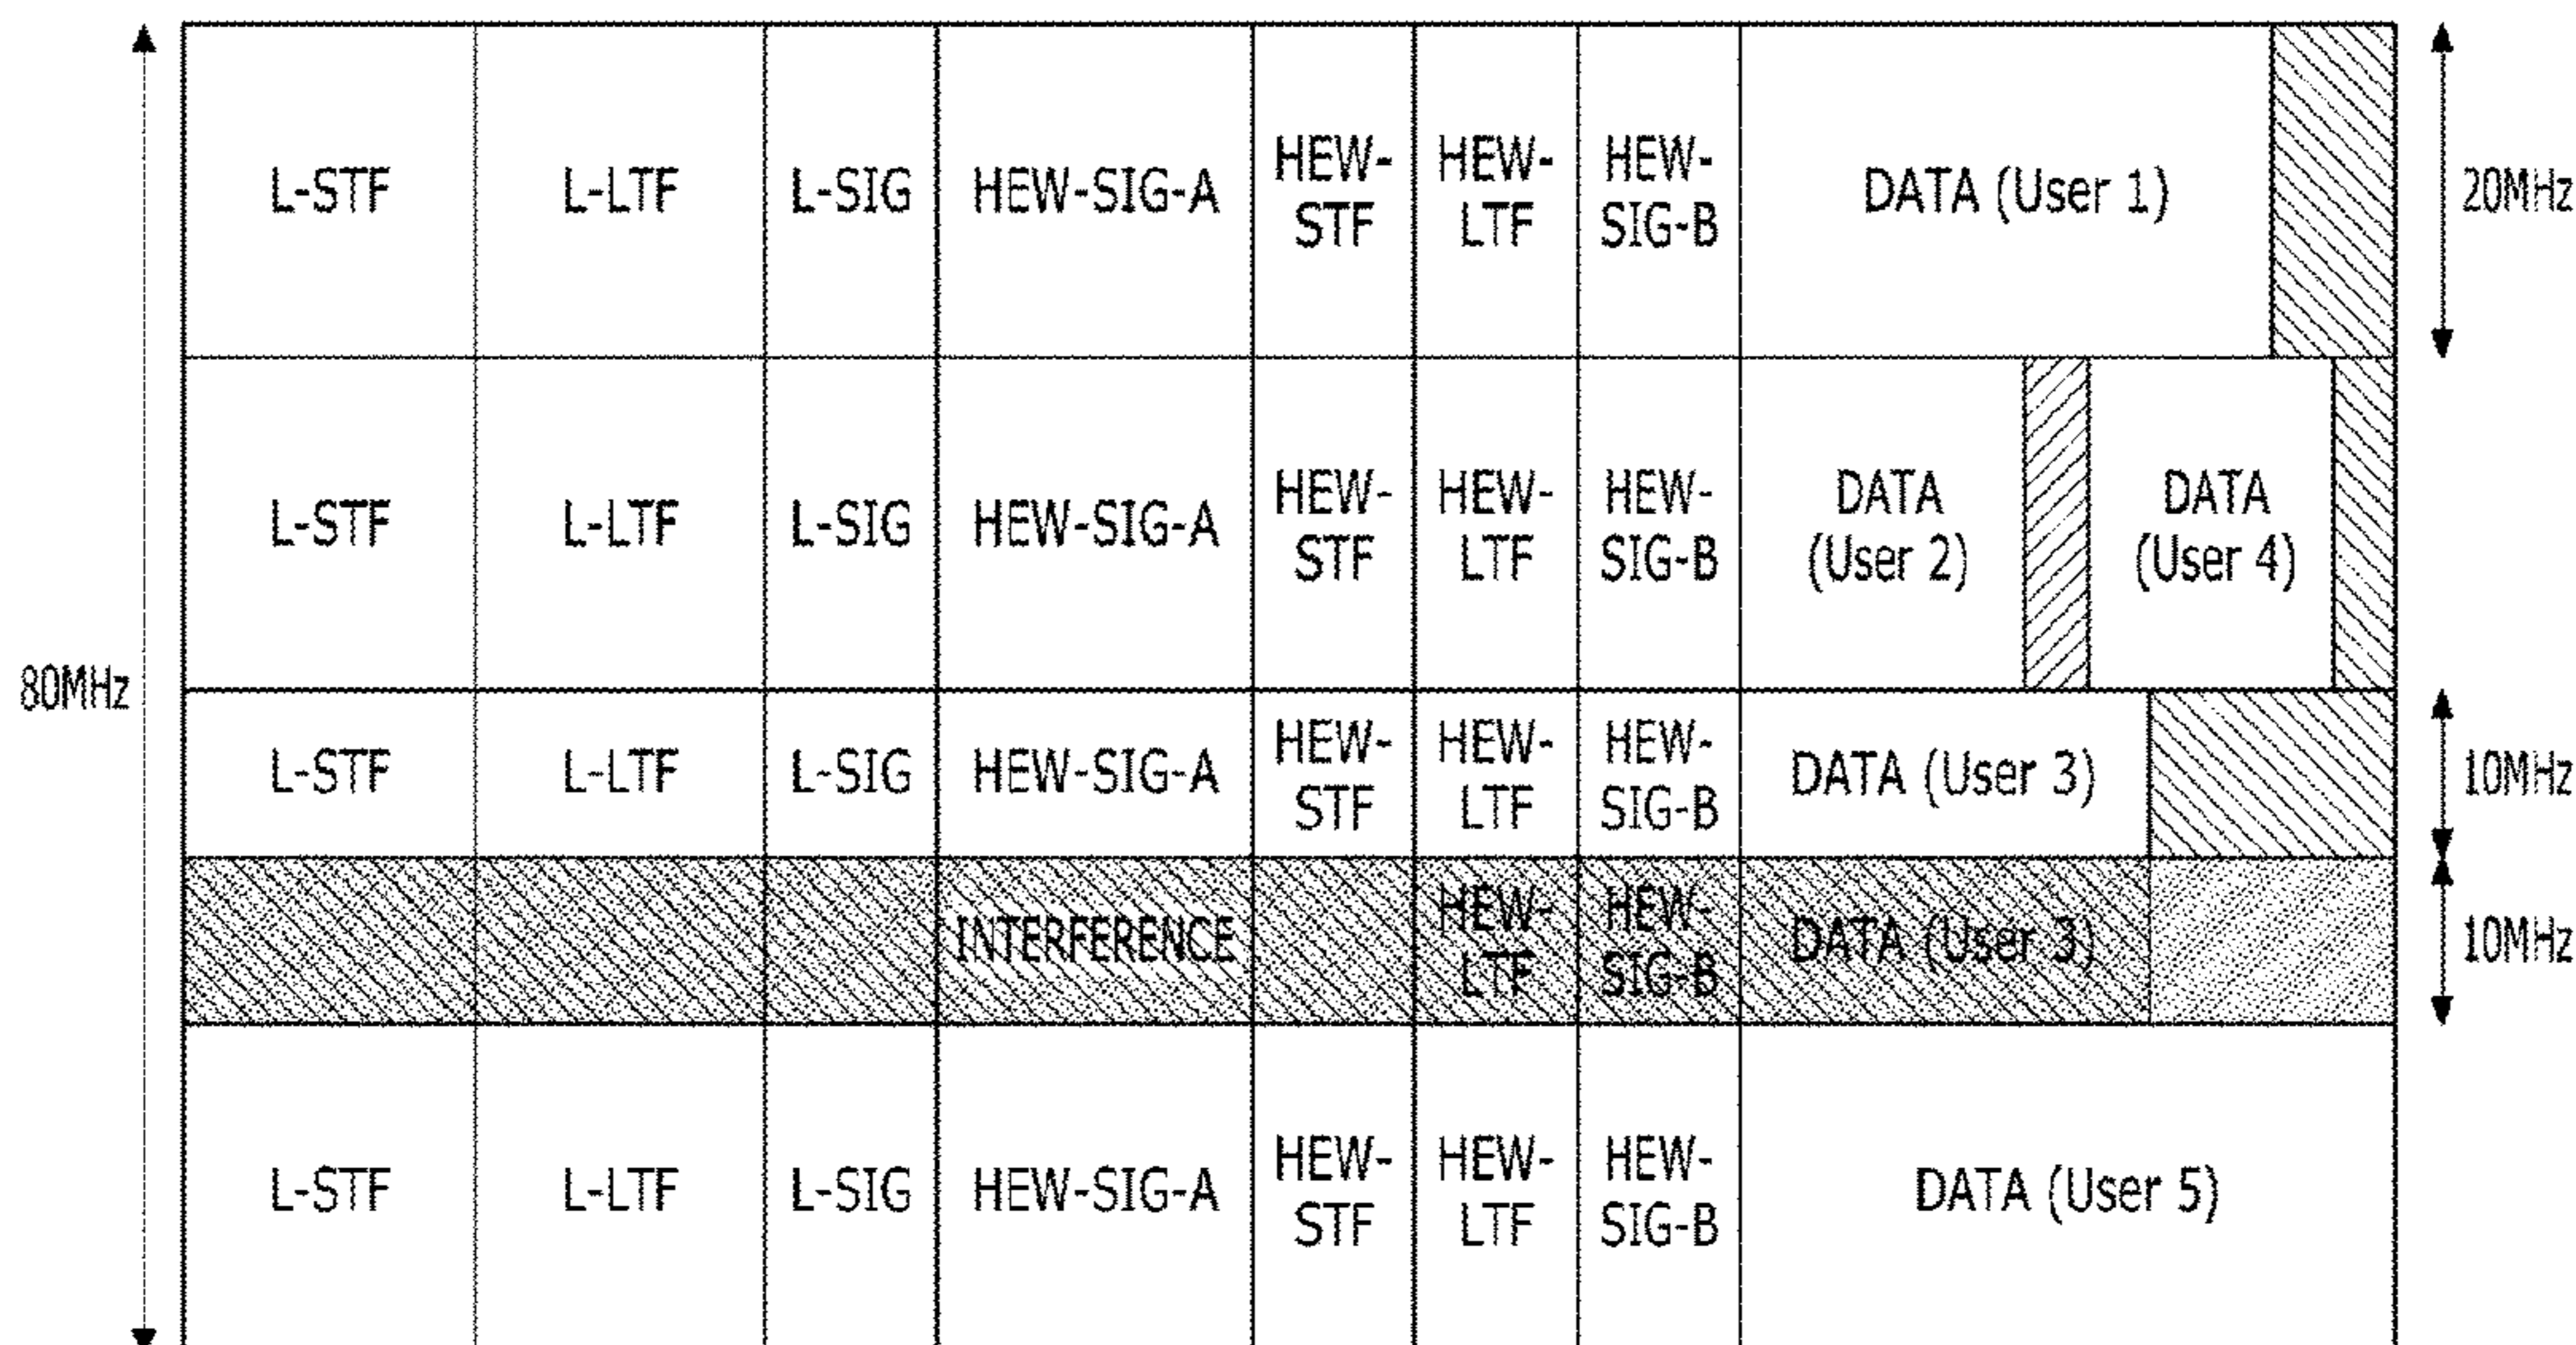 L-STF L-LTF L-SIG HEW-SIG-A HEW-STF HEW-LTF HEW-SIG-B DATA (User 1) 20MHz
L-STF L-LTF L-SIG HEW-SIG-A HEW-STF HEW-LTF HEW-SIG-B DATA (User 2) DATA (User 4)
80MHz
L-STF L-LTF L-SIG HEW-SIG-A HEW-STF HEW-LTF HEW-SIG-B DATA (User 3) 10MHz
INTERFERENCE HEW-LTF HEW-SIG-B DATA (User 3) 10MHz
L-STF L-LTF L-SIG HEW-SIG-A HEW-STF HEW-LTF HEW-SIG-B DATA (User 5)